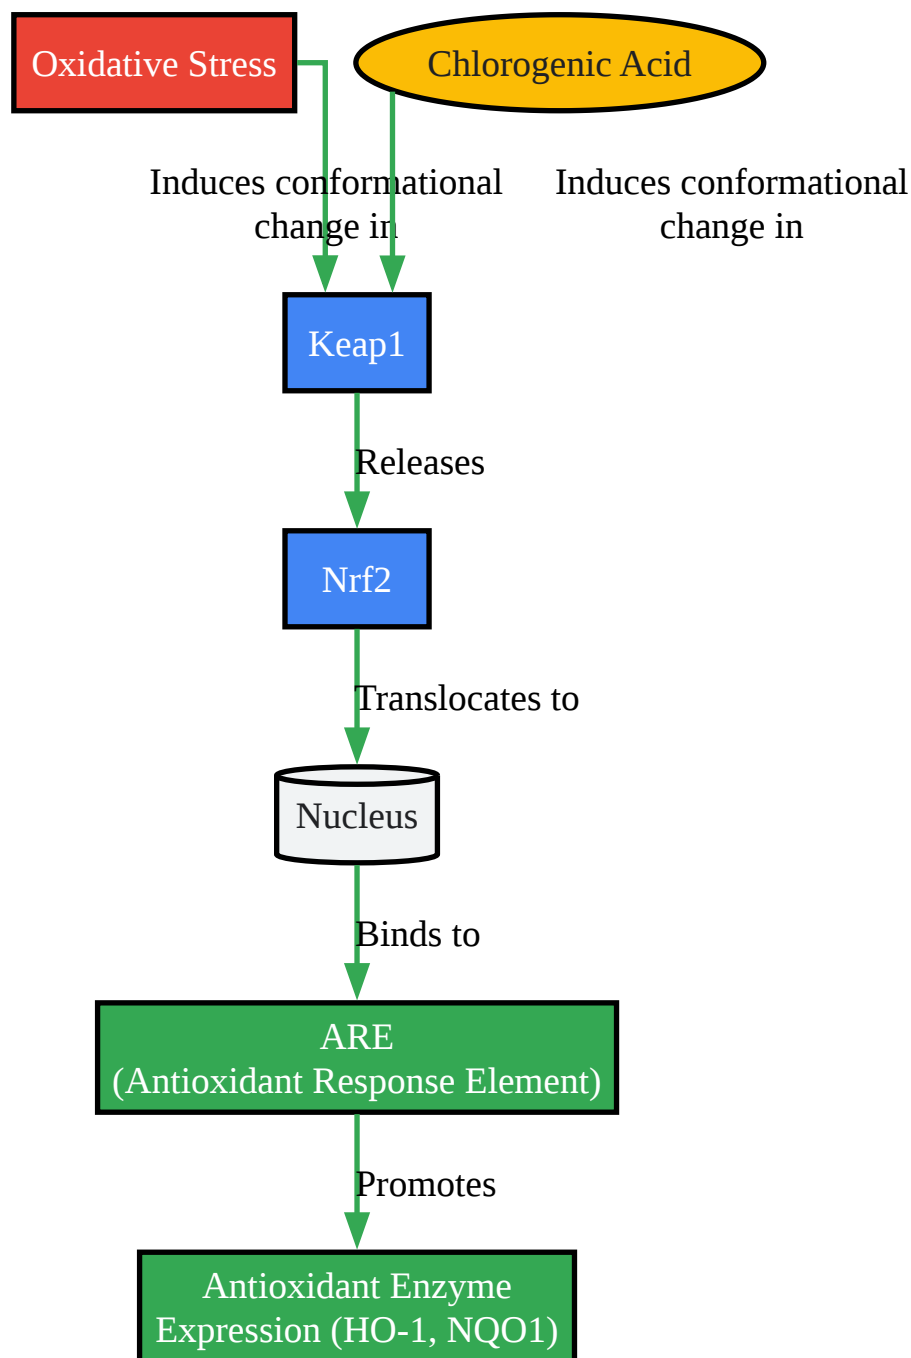 Oxidative Stress
Chlorogenic Acid
Induces conformational
change in
Induces conformational
change in
Keap1
Releases
Nrf2
Translocates to
Nucleus
Binds to
ARE
(Antioxidant Response Element)
Promotes
Antioxidant Enzyme
Expression (HO-1, NQO1)